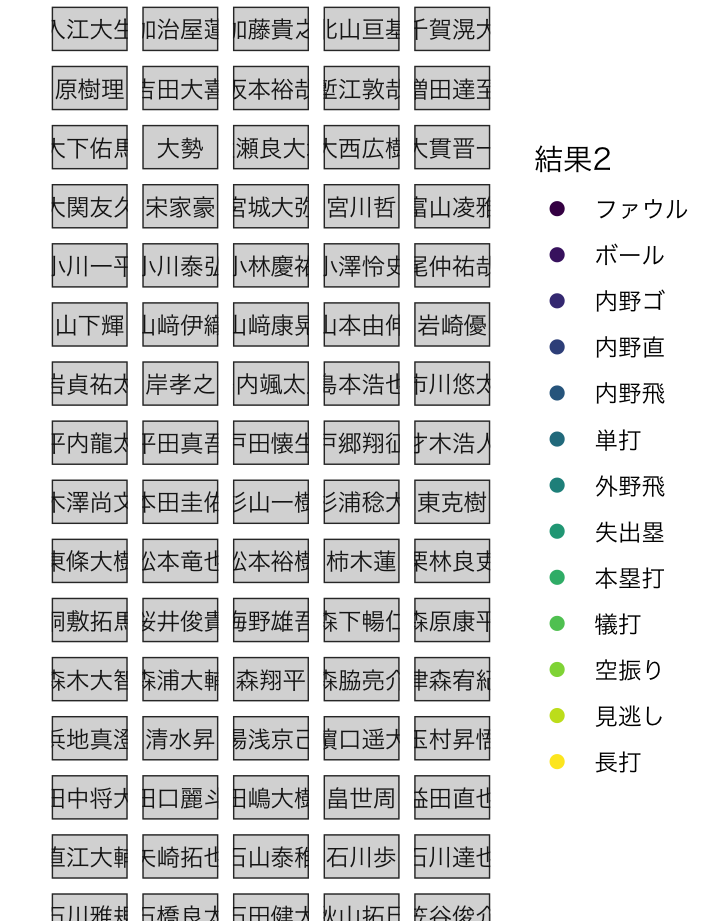 入江大生 加治屋蓮 加藤貴之 北山亘基 千賀滉大
原樹理 吉田大喜 坂本裕哉 塹江敦哉 増田達至
大下佑馬 大勢 瀬良大 大西広樹 大貫晋一
大関友久 宋家豪 宮城大弥 宮川哲 富山凌雅
小川一平 小川泰弘 小林慶祐 小澤怜史 尾仲祐哉
山下輝 山﨑伊織 山﨑康晃 山本由伸 岩崎優
岩貞祐太 岸孝之 内颯太 島本浩也 市川悠太
平内龍太 平田真吾 戸田懐生 戸郷翔征 才木浩人
木澤尚文 本田圭佑 杉山一樹 杉浦稔大 東克樹
東條大樹 松本竜也 松本裕樹 柿木蓮 栗林良吏
桐敷拓馬 桜井俊貴 梅野雄吾 森下暢仁 森原康平
森木大智 森浦大輔 森翔平 森脇亮介 津森宥紀
浜地真澄 清水昇 湯浅京己 濵口遥大 玉村昇悟
田中将大 田口麗斗 田嶋大樹 畠世周 益田直也
直江大輔 矢崎拓也 石山泰稚 石川歩 石川達也
石川雅規 石橋良太 石田健大 秋山拓巳 笠谷俊介
結果2
ファウル
ボール
内野ゴ
内野直
内野飛
単打
外野飛
失出塁
本塁打
犠打
空振り
見逃し
長打